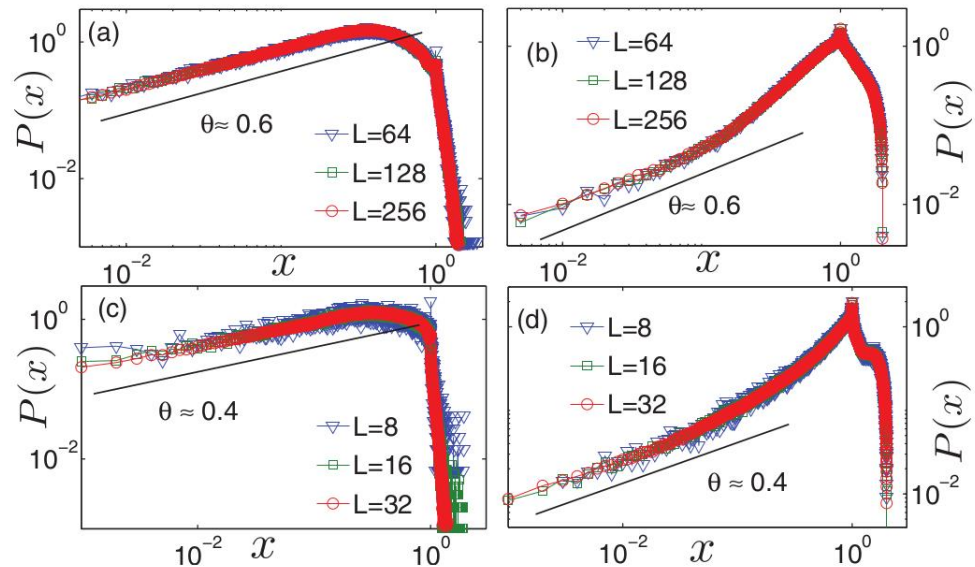 (a)
P(x)
10^0
10^-2
θ≈ 0.6
L=64
L=128
L=256
10^-2
x
10^0
(b)
L=64
L=128
L=256
θ≈ 0.6
10^0
P(x)
10^-2
10^-2
x
10^0
(c)
P(x)
10^0
10^-2
θ ≈ 0.4
L=8
L=16
L=32
10^-2
x
10^0
(d)
L=8
L=16
L=32
θ ≈ 0.4
10^0
P(x)
10^-2
10^-2
x
10^0